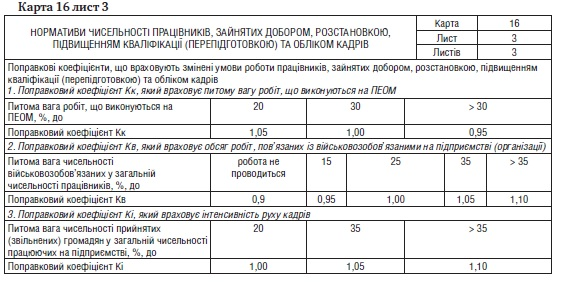 Карта 16 лист 3
НОРМАТИВИ ЧИСЕЛЬНОСТІ ПРАЦІВНИКІВ, ЗАЙНЯТИХ ДОБОРОМ, РОЗСТАНОВКОЮ,
ПІДВИЩЕННЯМ КВАЛІФІКАЦІЇ (ПЕРЕПІДГОТОВКОЮ) ТА ОБЛІКОМ КАДРІВ
Карта 16
Лист 3
Листів 3
Поправкові коефіцієнти, що враховують змінені умови роботи працівників, зайнятих добором, розстановкою, підвищенням
кваліфікації (перепідготовкою) та обліком кадрів
1. Поправковий коефіцієнт Кк, який враховує питому вагу робіт, що виконуються на ПЕОМ
Питома вага робіт, що виконуються на
ПЕОМ, %, до
20 30 > 30
Поправковий коефіцієнт Кк 1,05 1,00 0,95
2. Поправковий коефіцієнт Кв, який враховує обсяг робіт, пов'язаних із військовозобов'язаними на підприємстві (організації)
Питома вага чисельності
військовозобов'язаних у загальній
чисельності працівників, %, до
робота не
проводиться
15 25 35 > 35
Поправковий коефіцієнт Кв 0,9 0,95 1,00 1,05 1,10
3. Поправковий коефіцієнт Кі, який враховує інтенсивність руху кадрів
Питома вага чисельності прийнятих
(звільнених) громадян у загальній чисельності
працюючих на підприємстві, %, до
20 35 > 35
Поправковий коефіцієнт Кі 1,00 1,05 1,10